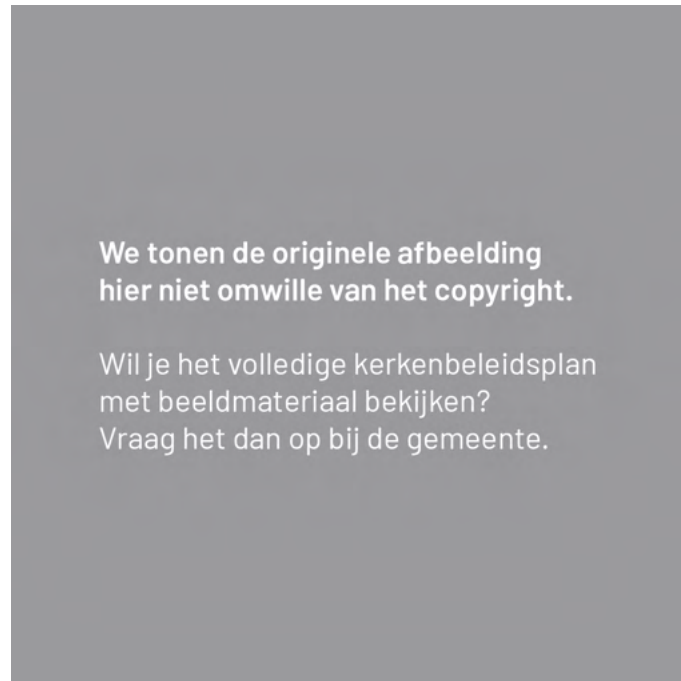 We tonen de originele afbeelding
hier niet omwille van het copyright.
Wil je het volledige kerkenbeleidsplan
met beeldmateriaal bekijken?
Vraag het dan op bij de gemeente.